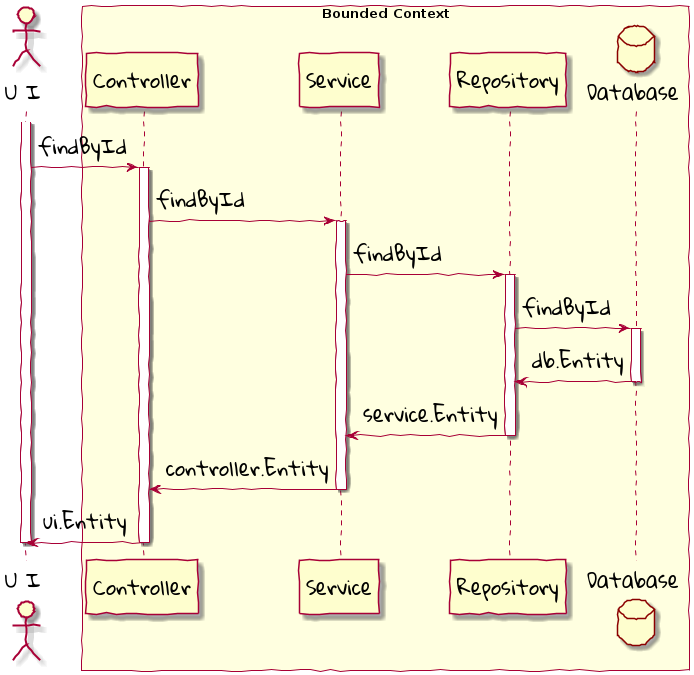 Bounded Context
U I
Controller
Service
Repository
Database
findById
findById
findById
findById
db.Entity
service.Entity
controller.Entity
ui.Entity
U I
Controller
Service
Repository
Database